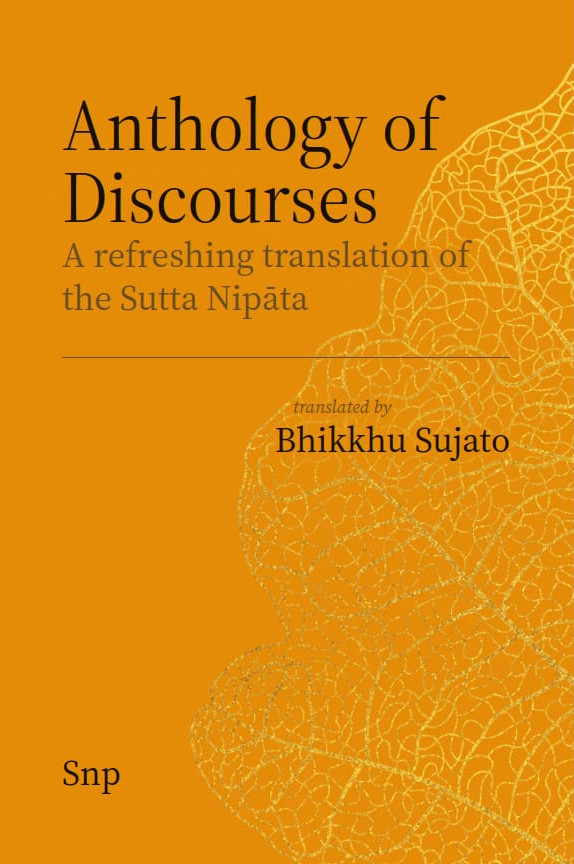 Anthology of
Discourses
A refreshing translation of
the Sutta Nipāta
translated by
Bhikkhu Sujato
Snp